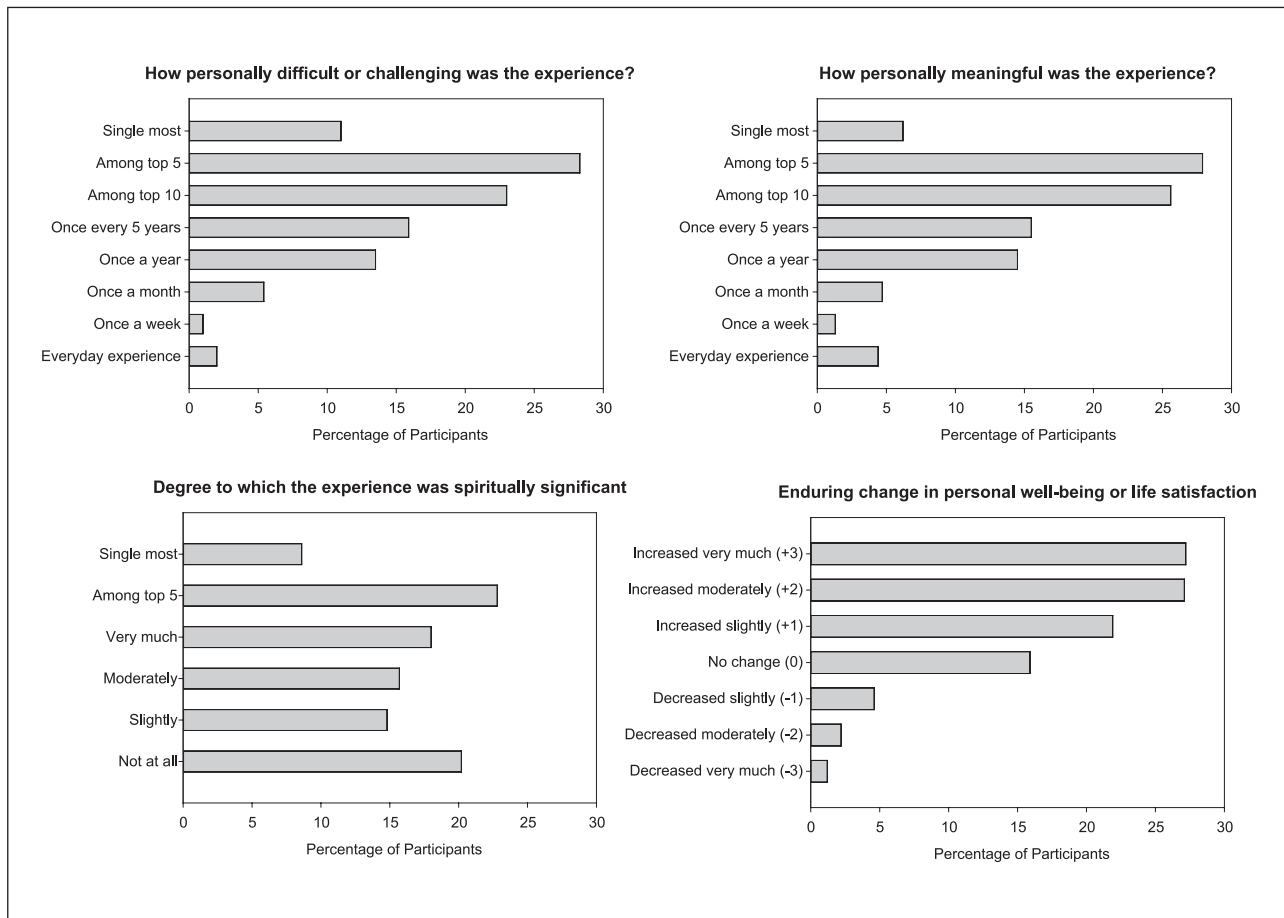 How personally difficult or challenging was the experience?
Single most
Among top 5
Among top 10
Once every 5 years
Once a year
Once a month
Once a week
Everyday experience
0 5 10 15 20 25 30
Percentage of Participants
How personally meaningful was the experience?
Single most
Among top 5
Among top 10
Once every 5 years
Once a year
Once a month
Once a week
Everyday experience
0 5 10 15 20 25 30
Percentage of Participants
Degree to which the experience was spiritually significant
Single most
Among top 5
Very much
Moderately
Slightly
Not at all
0 5 10 15 20 25 30
Percentage of Participants
Enduring change in personal well-being or life satisfaction
Increased very much (+3)
Increased moderately (+2)
Increased slightly (+1)
No change (0)
Decreased slightly (-1)
Decreased moderately (-2)
Decreased very much (-3)
0 5 10 15 20 25 30
Percentage of Participants